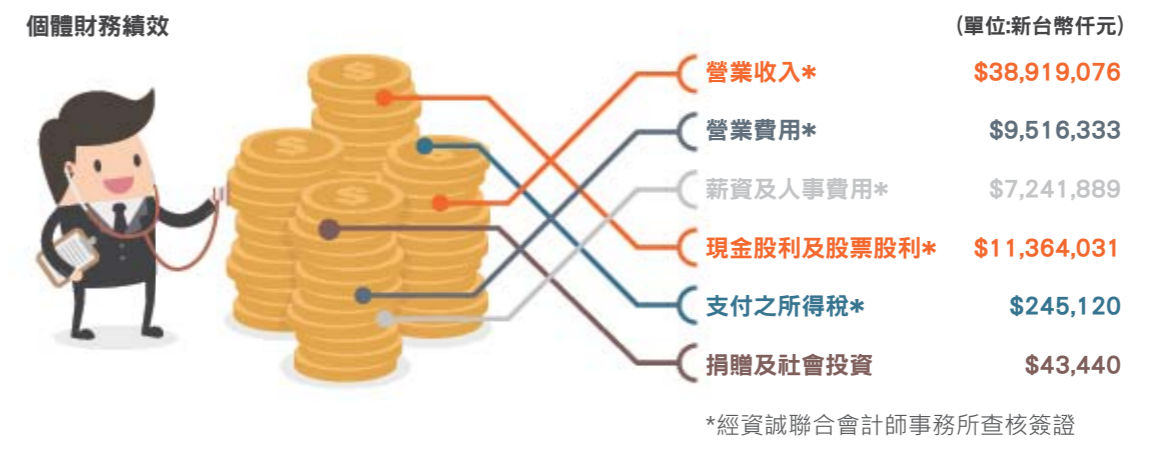 個體財務績效
(單位:新台幣仟元)
營業收入* $38,919,076
營業費用* $9,516,333
薪資及人事費用* $7,241,889
現金股利及股票股利* $11,364,031
支付之所得稅* $245,120
捐贈及社會投資 $43,440
*經資誠聯合會計師事務所查核簽證